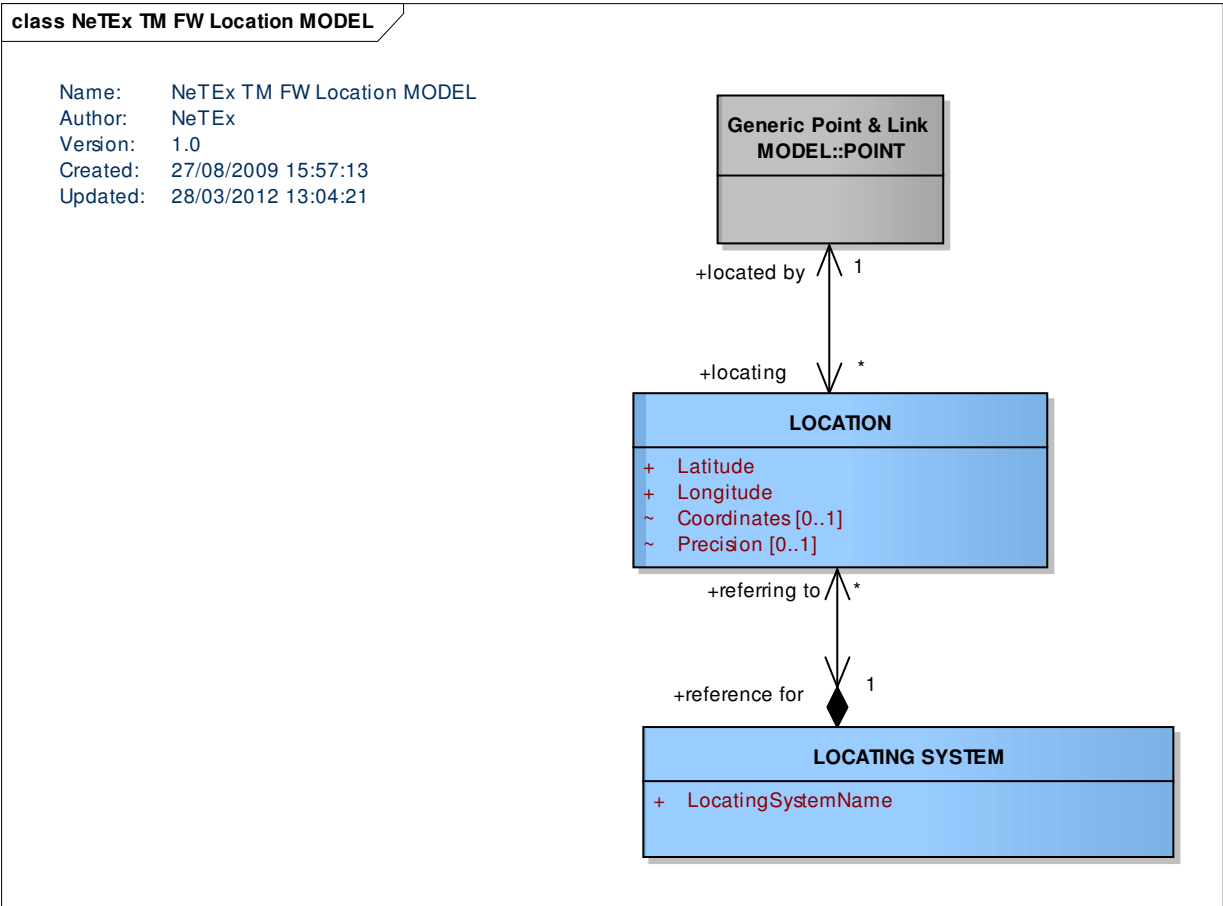 class NeTEx TM FW Location MODEL
Name: NeTEx TM FW Location MODEL
Author: NeTEx
Version: 1.0
Created: 27/08/2009 15:57:13
Updated: 28/03/2012 13:04:21
Generic Point & Link
MODEL::POINT
+located by 1
+locating *
LOCATION
+ Latitude
+ Longitude
~ Coordinates [0..1]
~ Precision [0..1]
+referring to *
+reference for 1
LOCATING SYSTEM
+ LocatingSystemName